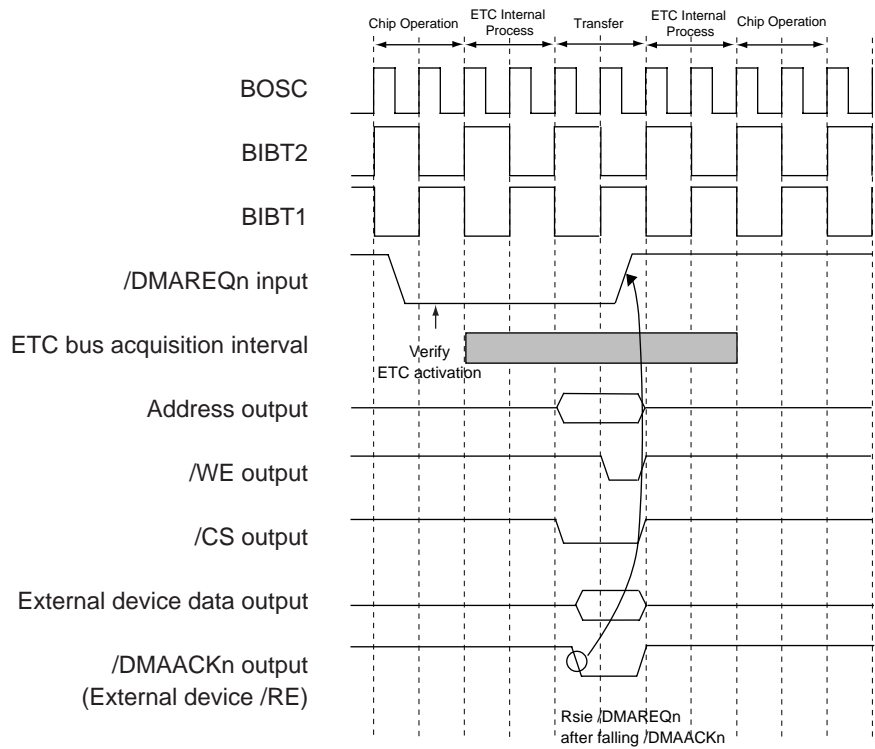 Chip Operation
ETC Internal
Process
Transfer
ETC Internal
Process
Chip Operation
BOSC
BIBT2
BIBT1
/DMAREQn input
ETC bus acquisition interval
Verify
ETC activation
Address output
/WE output
/CS output
External device data output
/DMAACKn output
(External device /RE)
Rsie /DMAREQn
after falling /DMAACKn